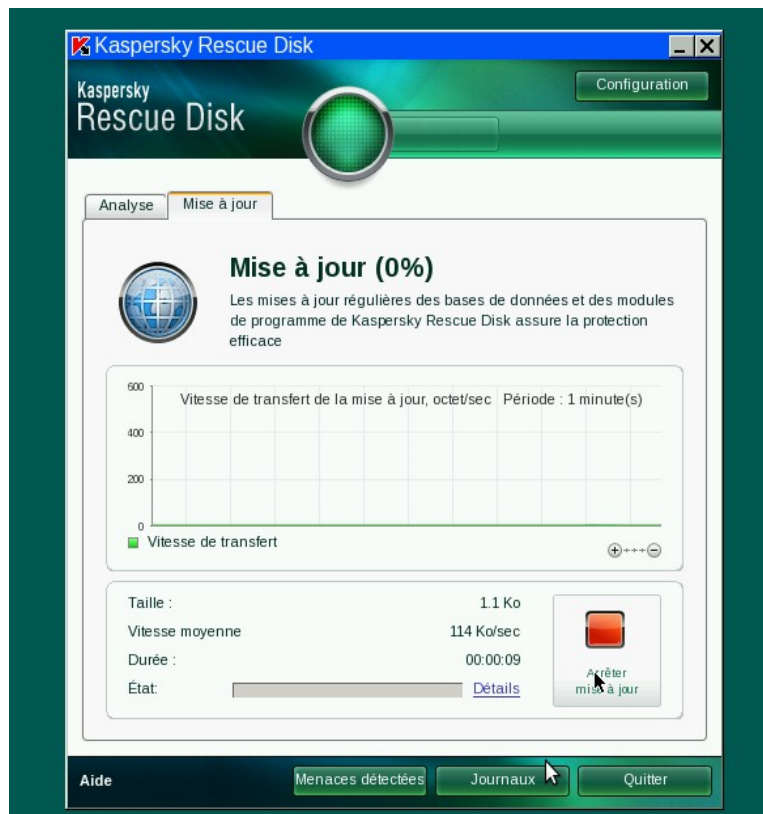 Kaspersky Rescue Disk
Kaspersky
Rescue Disk
Configuration
Analyse
Mise à jour
Mise à jour (0%)
Les mises à jour régulières des bases de données et des modules
de programme de Kaspersky Rescue Disk assure la protection
efficace
600
Vitesse de transfert de la mise à jour, octet/sec Période : 1 minute(s)
400
200
0
Vitesse de transfert
Taille : 1.1 Ko
Vitesse moyenne 114 Ko/sec
Durée : 00:00:09
État: Détails
Arrêter
mise à jour
Aide
Menaces détectées
Journaux
Quitter